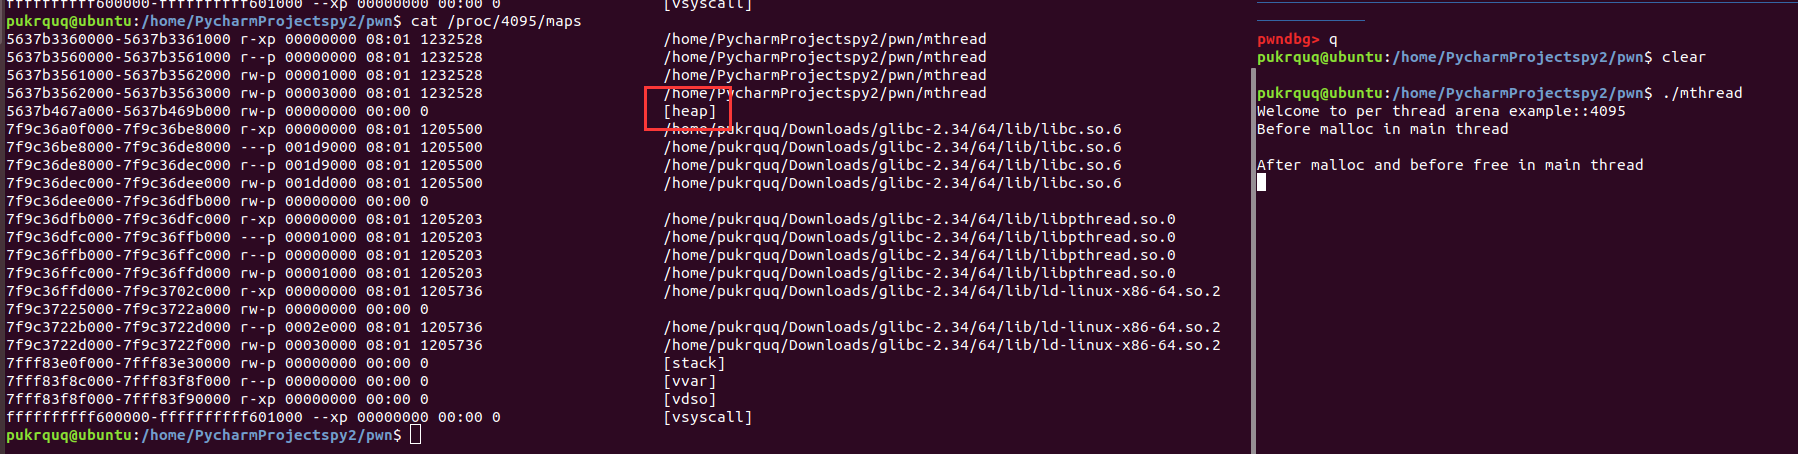 ffffffffff600000-ffffffffff601000 --xp 00000000 00:00 0 [vsyscall]
pukrquq@ubuntu:/home/PycharmProjectspy2/pwn$ cat /proc/4095/maps
5637b3360000-5637b3361000 r-xp 00000000 08:01 1232528 /home/PycharmProjectspy2/pwn/mthread
5637b3560000-5637b3561000 r--p 00000000 08:01 1232528 /home/PycharmProjectspy2/pwn/mthread
5637b3561000-5637b3562000 rw-p 00001000 08:01 1232528 /home/PycharmProjectspy2/pwn/mthread
5637b3562000-5637b3563000 rw-p 00003000 08:01 1232528 /home/PycharmProjectspy2/pwn/mthread
5637b467a000-5637b469b000 rw-p 00000000 00:00 0 [heap]
7f9c36a0f000-7f9c36be8000 r-xp 00000000 08:01 1205500 /home/pukrquq/Downloads/glibc-2.34/64/lib/libc.so.6
7f9c36be8000-7f9c36de8000 ---p 001d9000 08:01 1205500 /home/pukrquq/Downloads/glibc-2.34/64/lib/libc.so.6
7f9c36de8000-7f9c36dec000 r--p 001d9000 08:01 1205500 /home/pukrquq/Downloads/glibc-2.34/64/lib/libc.so.6
7f9c36dec000-7f9c36dee000 rw-p 001dd000 08:01 1205500 /home/pukrquq/Downloads/glibc-2.34/64/lib/libc.so.6
7f9c36dee000-7f9c36dfb000 rw-p 00000000 00:00 0
7f9c36dfb000-7f9c36dfc000 r-xp 00000000 08:01 1205203 /home/pukrquq/Downloads/glibc-2.34/64/lib/libpthread.so.0
7f9c36dfc000-7f9c36ffb000 ---p 00001000 08:01 1205203 /home/pukrquq/Downloads/glibc-2.34/64/lib/libpthread.so.0
7f9c36ffb000-7f9c36ffc000 r--p 00000000 08:01 1205203 /home/pukrquq/Downloads/glibc-2.34/64/lib/libpthread.so.0
7f9c36ffc000-7f9c36ffd000 rw-p 00001000 08:01 1205203 /home/pukrquq/Downloads/glibc-2.34/64/lib/libpthread.so.0
7f9c36ffd000-7f9c3702c000 r-xp 00000000 08:01 1205736 /home/pukrquq/Downloads/glibc-2.34/64/lib/ld-linux-x86-64.so.2
7f9c37225000-7f9c3722a000 rw-p 00000000 00:00 0
7f9c3722b000-7f9c3722d000 r--p 0002e000 08:01 1205736 /home/pukrquq/Downloads/glibc-2.34/64/lib/ld-linux-x86-64.so.2
7f9c3722d000-7f9c3722f000 rw-p 00030000 08:01 1205736 /home/pukrquq/Downloads/glibc-2.34/64/lib/ld-linux-x86-64.so.2
7fff83e0f000-7fff83e30000 rw-p 00000000 00:00 0 [stack]
7fff83f8c000-7fff83f8f000 r--p 00000000 00:00 0 [vvar]
7fff83f8f000-7fff83f90000 r-xp 00000000 00:00 0 [vdso]
ffffffffff600000-ffffffffff601000 --xp 00000000 00:00 0 [vsyscall]
pukrquq@ubuntu:/home/PycharmProjectspy2/pwn$
pwndbg> q
pukrquq@ubuntu:/home/PycharmProjectspy2/pwn$ clear
pukrquq@ubuntu:/home/PycharmProjectspy2/pwn$ ./mthread
Welcome to per thread arena example::4095
Before malloc in main thread
After malloc and before free in main thread